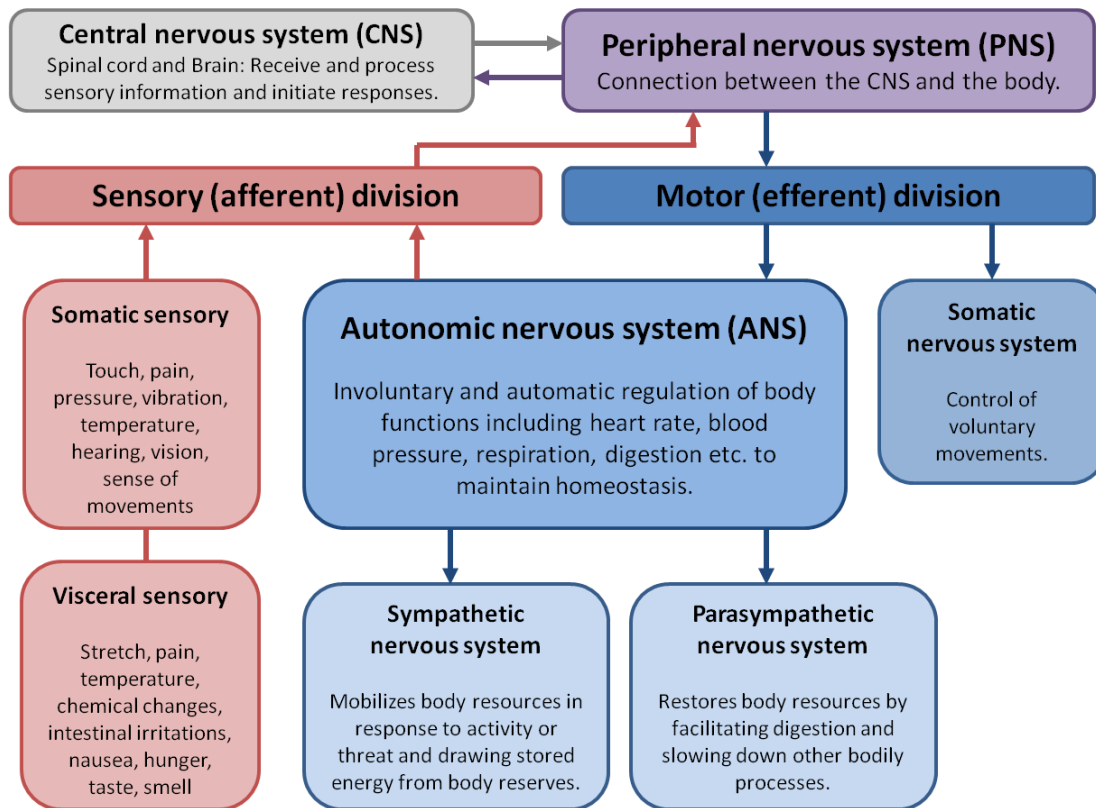 Central nervous system (CNS)
Spinal cord and Brain: Receive and process
sensory information and initiate responses.
Peripheral nervous system (PNS)
Connection between the CNS and the body.
Sensory (afferent) division
Motor (efferent) division
Somatic sensory
Touch, pain,
pressure, vibration,
temperature,
hearing, vision,
sense of
movements
Autonomic nervous system (ANS)
Involuntary and automatic regulation of body
functions including heart rate, blood
pressure, respiration, digestion etc. to
maintain homeostasis.
Somatic
nervous system
Control of
voluntary
movements.
Visceral sensory
Stretch, pain,
temperature,
chemical changes,
intestinal irritations,
nausea, hunger,
taste, smell
Sympathetic
nervous system
Mobilizes body resources in
response to activity or
threat and drawing stored
energy from body reserves.
Parasympathetic
nervous system
Restores body resources by
facilitating digestion and
slowing down other bodily
processes.